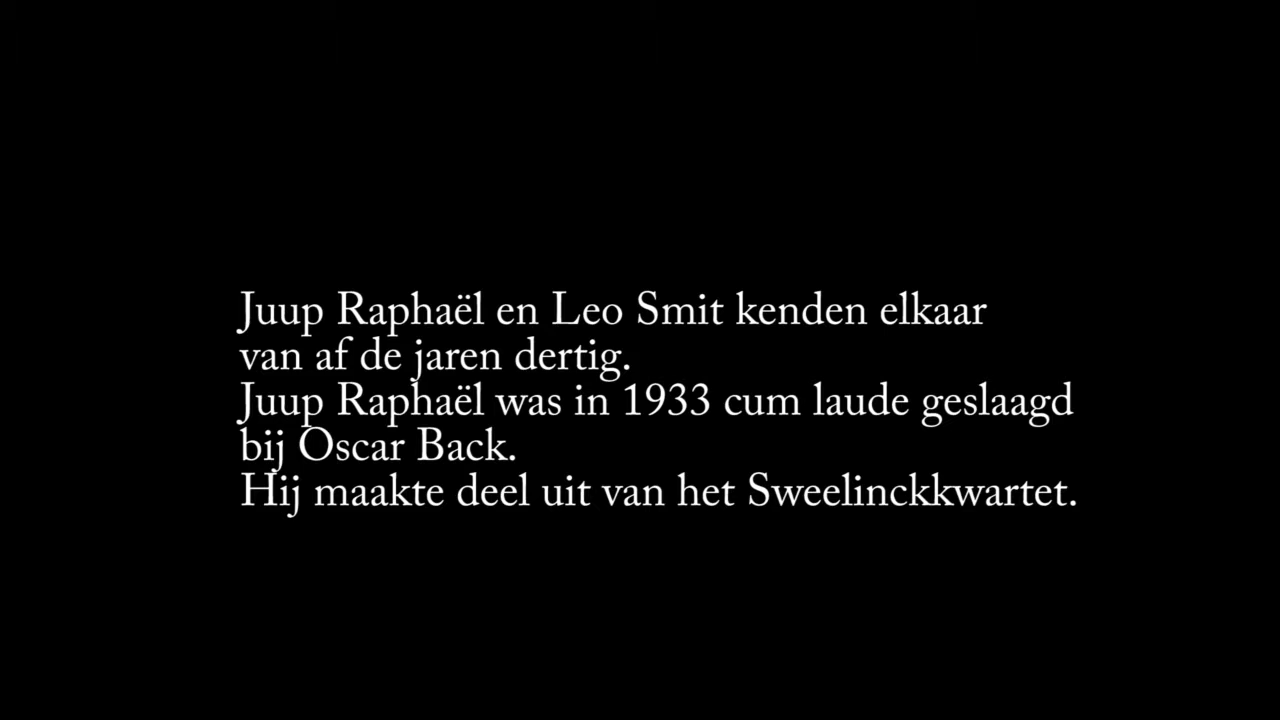 Juup Raphaël en Leo Smit kenden elkaar
van af de jaren dertig.
Juup Raphaël was in 1933 cum laude geslaagd
bij Oscar Back.
Hij maakte deel uit van het Sweelinckkwartet.